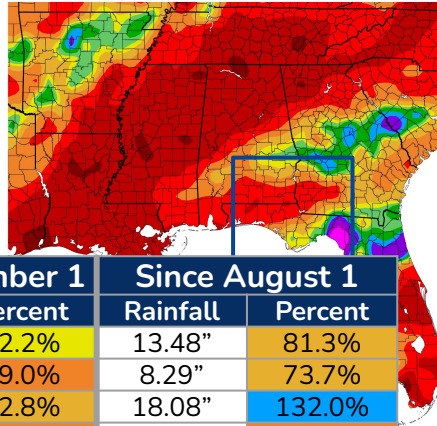 mber 1 Since August 1
ercent Rainfall Percent
2.2% 13.48” 81.3%
9.0% 8.29” 73.7%
2.8% 18.08” 132.0%